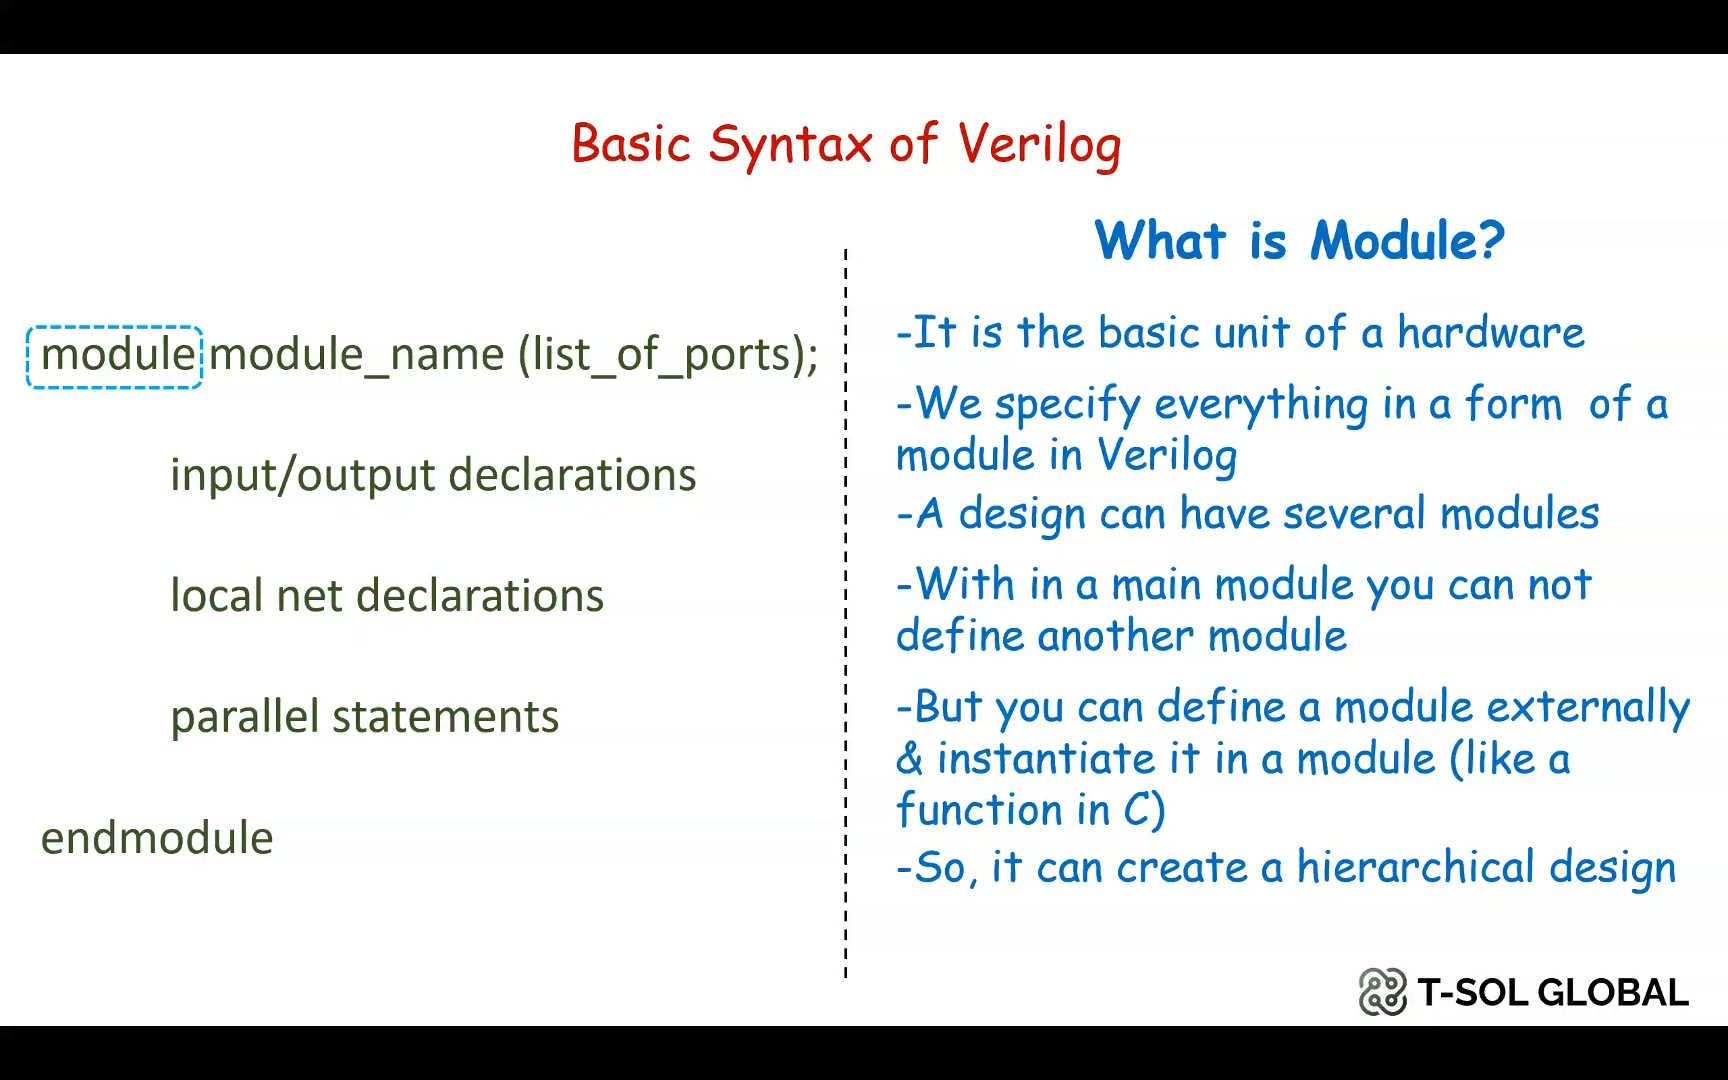 Basic Syntax of Verilog
module module_name (list_of_ports);
input/output declarations
local net declarations
parallel statements
endmodule
What is Module?
-It is the basic unit of a hardware
-We specify everything in a form of a
module in Verilog
-A design can have several modules
-With in a main module you can not
define another module
-But you can define a module externally
& instantiate it in a module (like a
function in C)
-So, it can create a hierarchical design
T-SOL GLOBAL